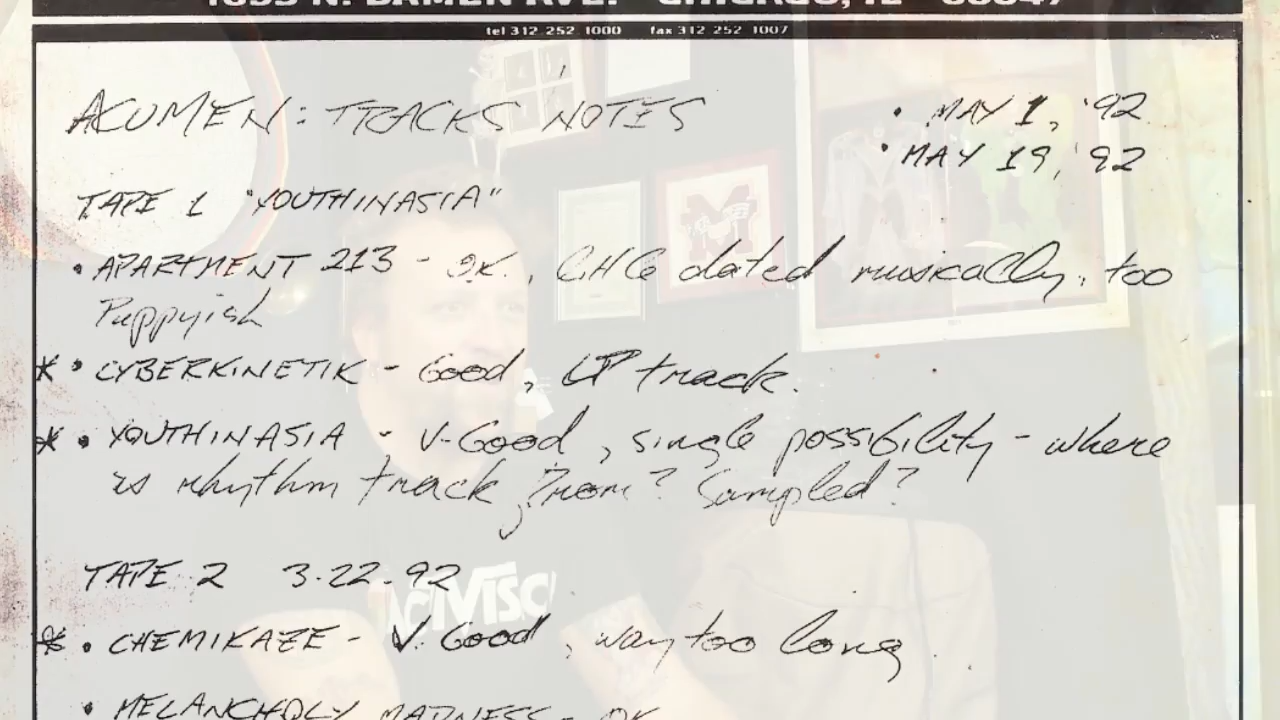 1659 N. DAMEN AVE. CHICAGO, IL 60647
tel 312 252 1000 fax 312 252 1007
ACUMEN: TRACKS NOTES
• MAY 1, '92
• MAY 19, '92
TAPE 1 "YOUTHINASIA"
• APARTMENT 213 - OK., dated musically, too
Puppyish
* • CYBERKINETIK - Good, LP track.
* • YOUTHINASIA - V-Good, single possibility - where
is rhythm track from? Sampled?
TAPE 2 3-22-92
* • CHEMIKAZE - V. Good, way too long.
• MELANCHOLY MADNESS - OK